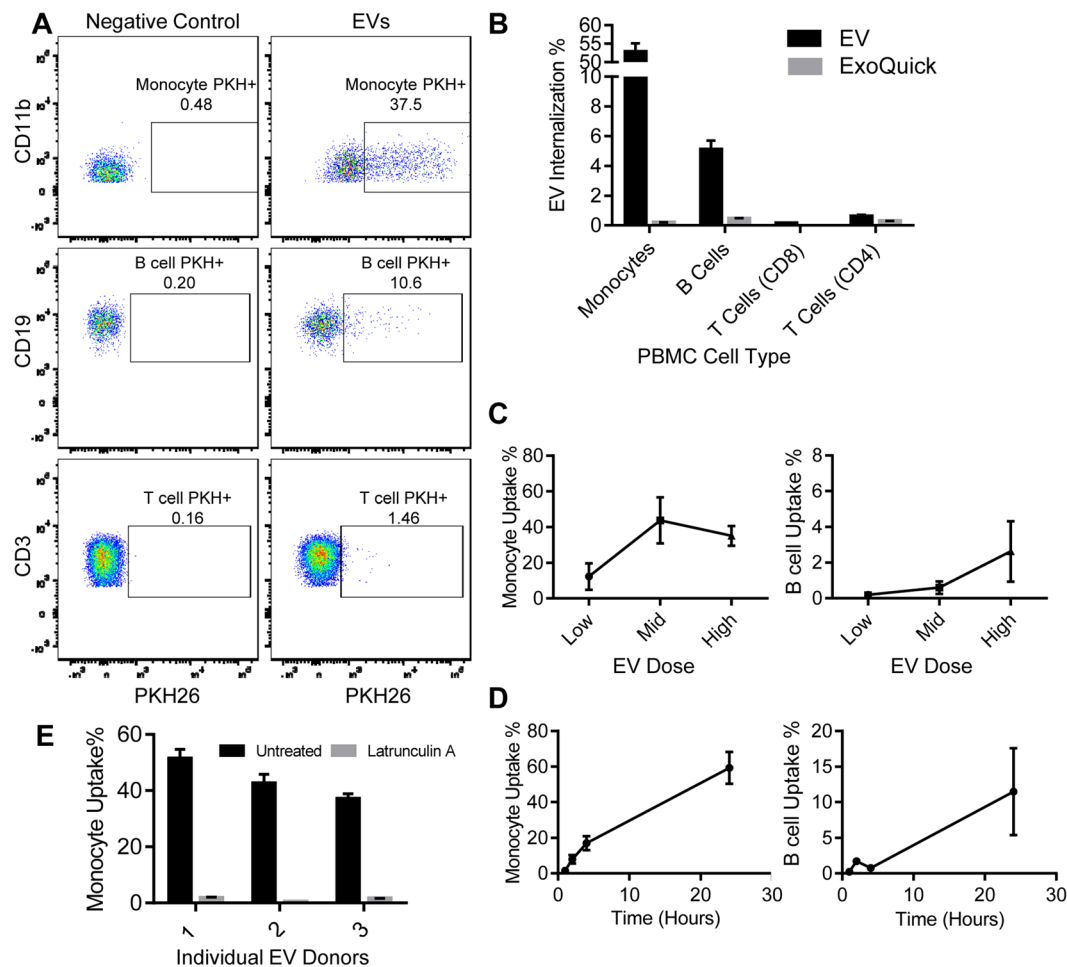 A
Negative Control
EVs
Monocyte PKH+
0.48
Monocyte PKH+
37.5
CD11b
B cell PKH+
0.20
B cell PKH+
10.6
CD19
T cell PKH+
0.16
T cell PKH+
1.46
CD3
PKH26
PKH26
B
EV Internalization %
60
55
50
10
8
6
4
2
0
EV
ExoQuick
Monocytes
B Cells
T Cells (CD8)
T Cells (CD4)
PBMC Cell Type
C
Monocyte Uptake %
80
60
40
20
0
Low
Mid
High
EV Dose
B cell Uptake %
8
6
4
2
0
Low
Mid
High
EV Dose
D
Monocyte Uptake %
80
60
40
20
0
0
10
20
30
Time (Hours)
B cell Uptake %
20
15
10
5
0
0
10
20
30
Time (Hours)
E
Monocyte Uptake%
60
40
20
0
Untreated
Latrunculin A
1
2
3
Individual EV Donors